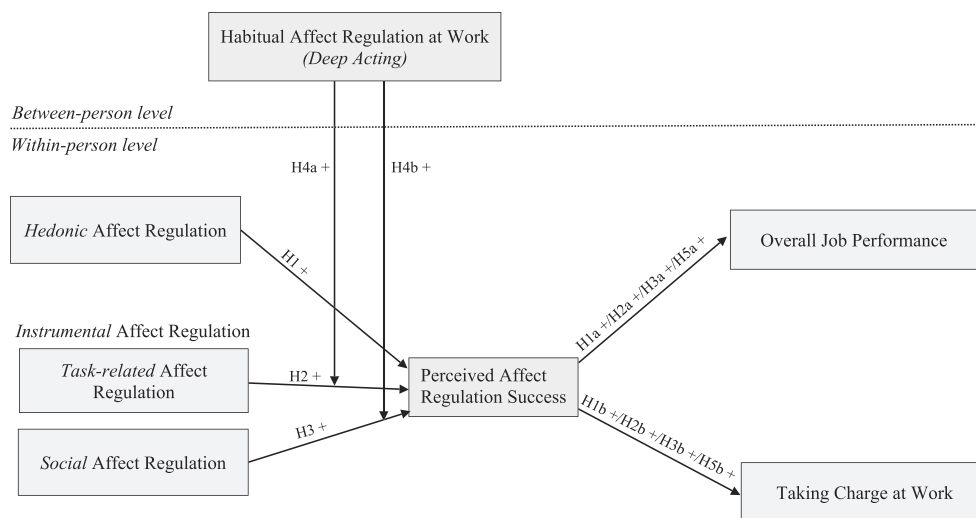 Habitual Affect Regulation at Work
(Deep Acting)
Between-person level
Within-person level
H4a +
H4b +
Hedonic Affect Regulation
H1 +
Overall Job Performance
H1a +/H2a +/H3a +/H5a +
Instrumental Affect Regulation
Task-related Affect
Regulation
H2 +
Perceived Affect
Regulation Success
H1b +/H2b +/H3b +/H5b +
H3 +
Social Affect Regulation
Taking Charge at Work